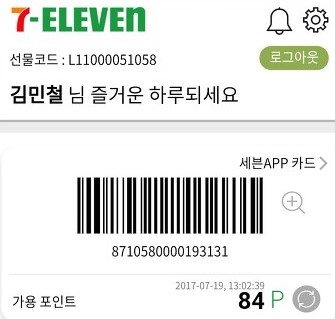 7-ELEVEN
선물코드 : L11000051058
로그아웃
김민철 님 즐거운 하루되세요
세븐APP 카드 >
8710580000193131
2017-07-19, 13:02:39
가용 포인트
84 P